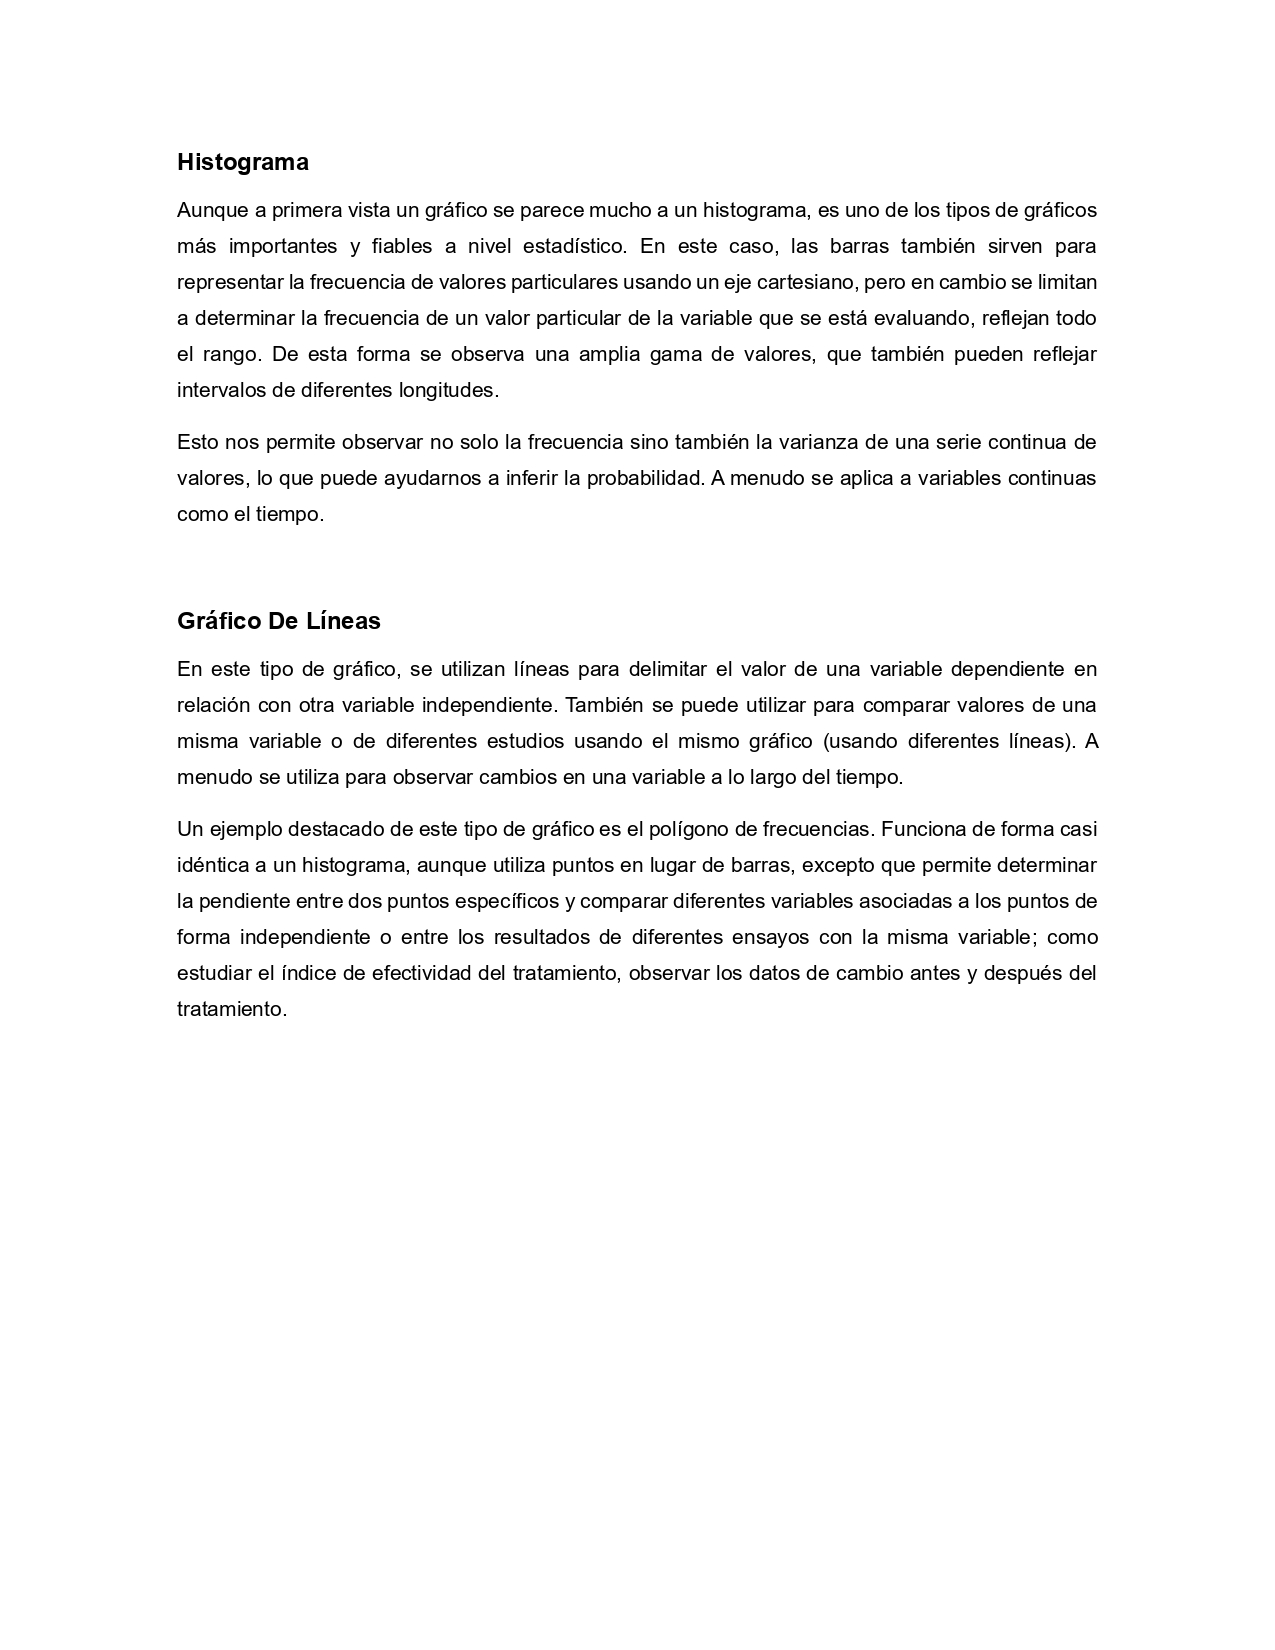 Histograma
Aunque a primera vista un gráfico se parece mucho a un histograma, es uno de los tipos de gráficos
más importantes y fiables a nivel estadístico. En este caso, las barras también sirven para
representar la frecuencia de valores particulares usando un eje cartesiano, pero en cambio se limitan
a determinar la frecuencia de un valor particular de la variable que se está evaluando, reflejan todo
el rango. De esta forma se observa una amplia gama de valores, que también pueden reflejar
intervalos de diferentes longitudes.
Esto nos permite observar no solo la frecuencia sino también la varianza de una serie continua de
valores, lo que puede ayudarnos a inferir la probabilidad. A menudo se aplica a variables continuas
como el tiempo.
Gráfico De Líneas
En este tipo de gráfico, se utilizan líneas para delimitar el valor de una variable dependiente en
relación con otra variable independiente. También se puede utilizar para comparar valores de una
misma variable o de diferentes estudios usando el mismo gráfico (usando diferentes líneas). A
menudo se utiliza para observar cambios en una variable a lo largo del tiempo.
Un ejemplo destacado de este tipo de gráfico es el polígono de frecuencias. Funciona de forma casi
idéntica a un histograma, aunque utiliza puntos en lugar de barras, excepto que permite determinar
la pendiente entre dos puntos específicos y comparar diferentes variables asociadas a los puntos de
forma independiente o entre los resultados de diferentes ensayos con la misma variable; como
estudiar el índice de efectividad del tratamiento, observar los datos de cambio antes y después del
tratamiento.